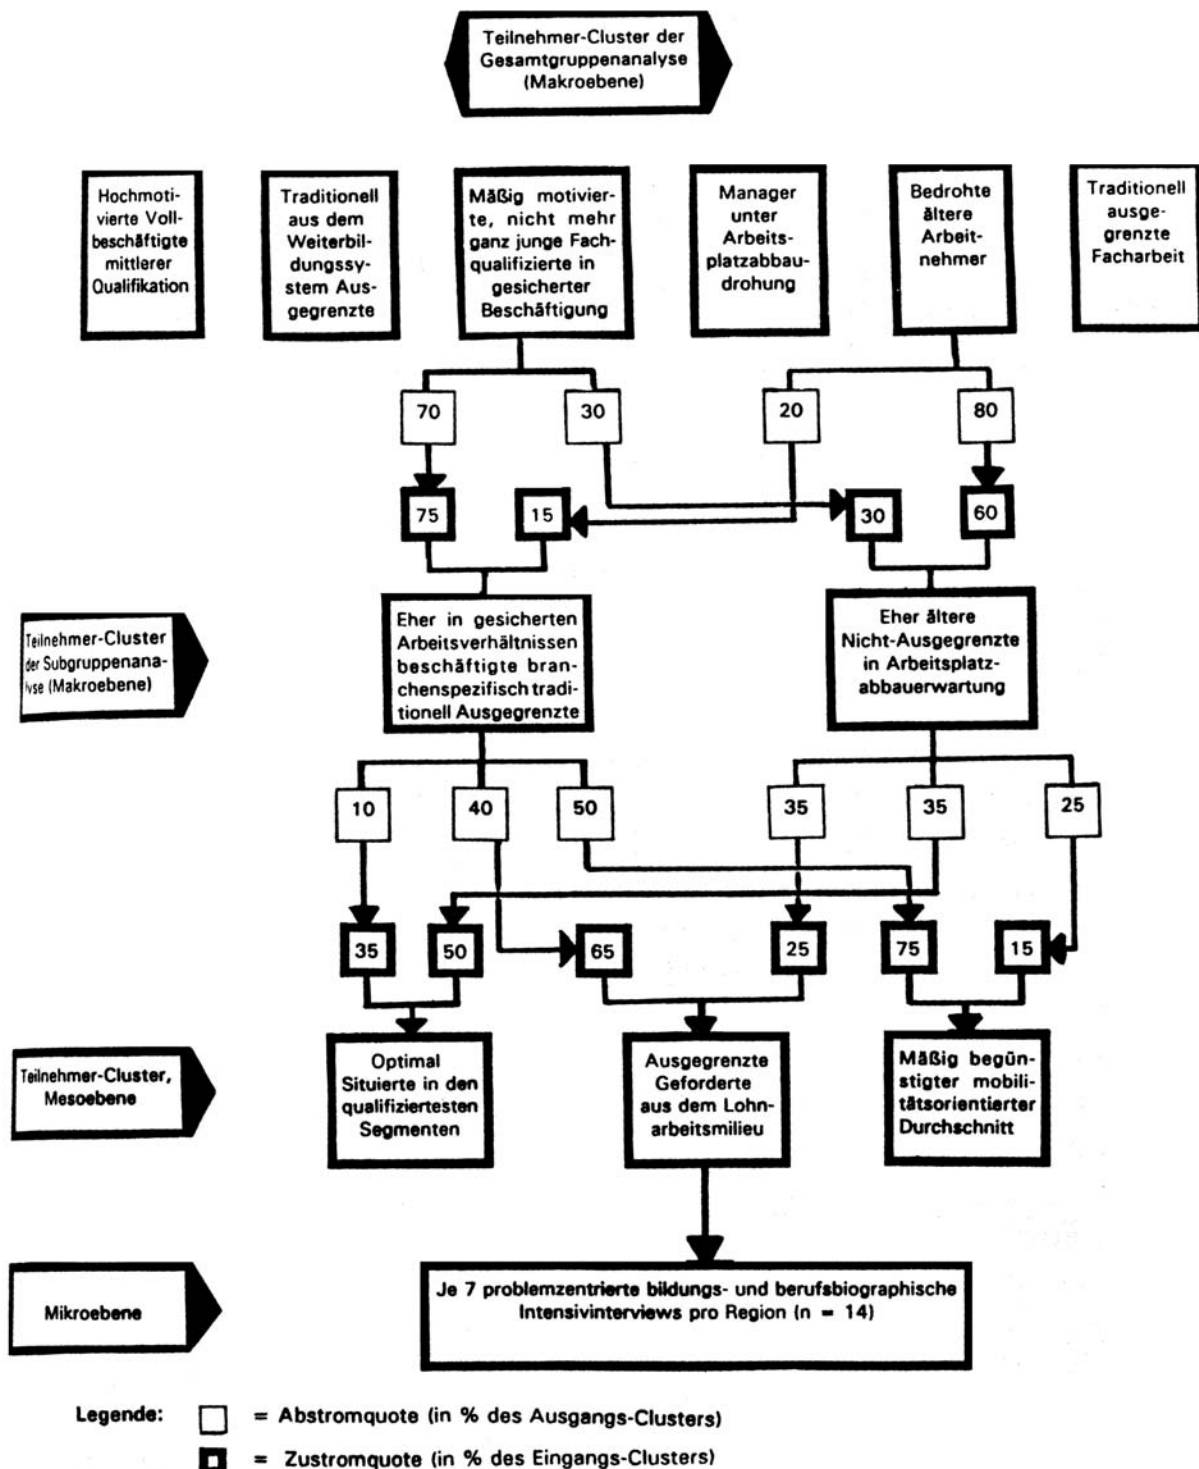 Teilnehmer-Cluster der
Gesamtgruppenanalyse
(Makroebene)
Hochmoti-
vierte Voll-
beschäftigte
mittlerer
Qualifikation
Traditionell
aus dem
Weiterbil-
dungssy-
stem Aus-
gegrenzte
Mäßig motivier-
te, nicht mehr
ganz junge Fach-
qualifizierte in
gesicherter
Beschäftigung
Manager
unter
Arbeits-
platzabbau-
drohung
Bedrohte
ältere
Arbeit-
nehmer
Traditionell
ausge-
grenzte
Facharbeit
70
30
20
80
75
15
30
60
Teilnehmer-Cluster
der Subgruppenana-
lyse (Makroebene)
Eher in gesicherten
Arbeitsverhältnissen
beschäftigte bran-
chenspezifisch tradi-
tionell Ausgegrenzte
Eher ältere
Nicht-Ausgegrenzte
in Arbeitsplatz-
abbauerwartung
10
40
50
35
35
25
35
50
65
25
75
15
Teilnehmer-Cluster,
Mesoebene
Optimal
Situierte in den
qualifiziertesten
Segmenten
Ausgegrenzte
Geforderte
aus dem Lohn-
arbeitsmilieu
Mäßig begün-
stigter mobili-
tätsorientierter
Durchschnitt
Mikroebene
Je 7 problemzentrierte bildungs- und berufsbiographische
Intensivinterviews pro Region (n = 14)
Legende:
= Abstromquote (in % des Ausgangs-Clusters)
= Zustromquote (in % des Eingangs-Clusters)